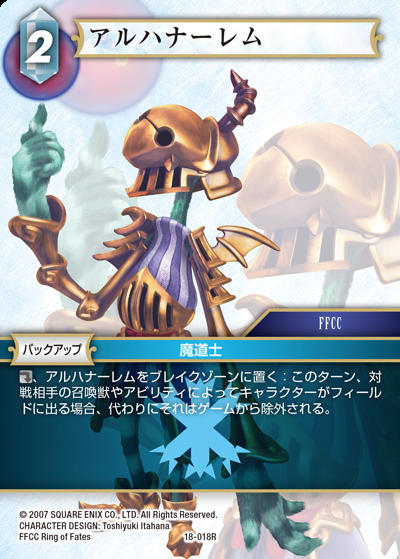 2
アルハナーレム
FFCC
バックアップ
魔道士
、アルハナーレムをブレイクゾーンに置く：このターン、対
戦相手の召喚獣やアビリティによってキャラクターがフィール
ドに出る場合、代わりにそれはゲームから除外される。
© 2007 SQUARE ENIX CO., LTD. All Rights Reserved.
CHARACTER DESIGN: Toshiyuki Itahana
FFCC Ring of Fates
18-018R